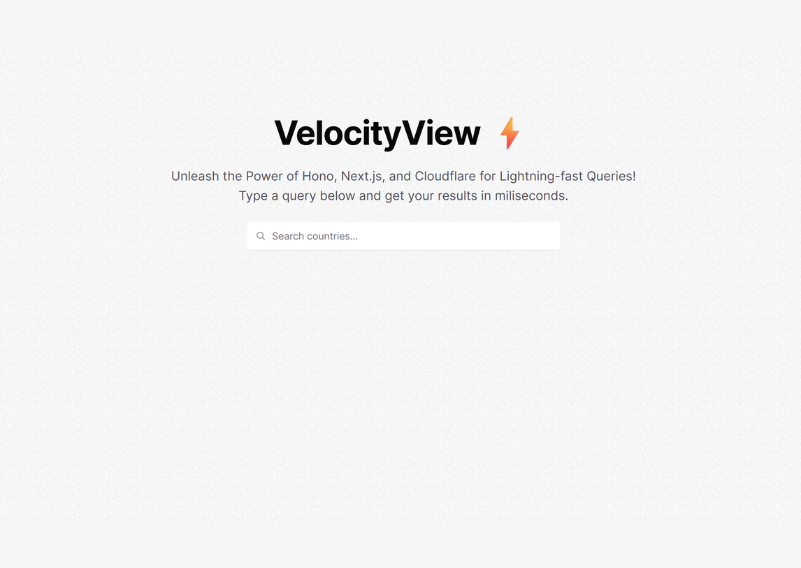 VelocityView
Unleash the Power of Hono, Next.js, and Cloudflare for Lightning-fast Queries!
Type a query below and get your results in miliseconds.
Search countries...